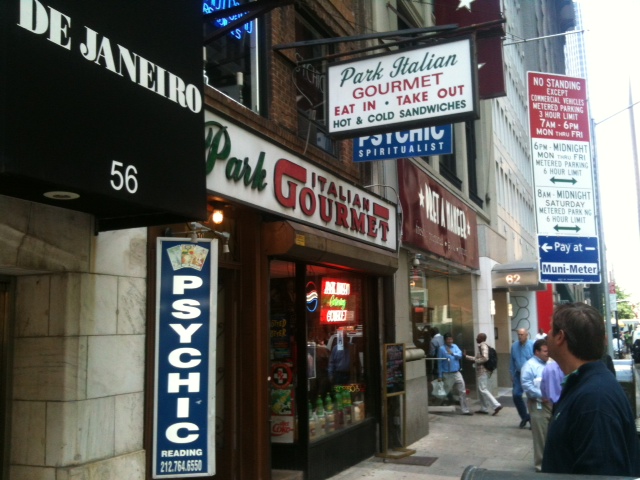 DE JANEIRO
56
Park
ITALIAN
GOURMET
Park Italian
GOURMET
EAT IN · TAKE OUT
HOT & COLD SANDWICHES
PSYCHIC
SPIRITUALIST
PSYCHIC
READING
212.764.6550
62
NO STANDING
EXCEPT
COMMERCIAL VEHICLES
METERED PARKING
3 HOUR LIMIT
7AM - 6PM
MON THRU FRI
6PM - MIDNIGHT
MON THRU FRI
METERED PARKING
6 HOUR LIMIT
8AM - MIDNIGHT
SATURDAY
METERED PARKING
6 HOUR LIMIT
Pay at
Muni-Meter